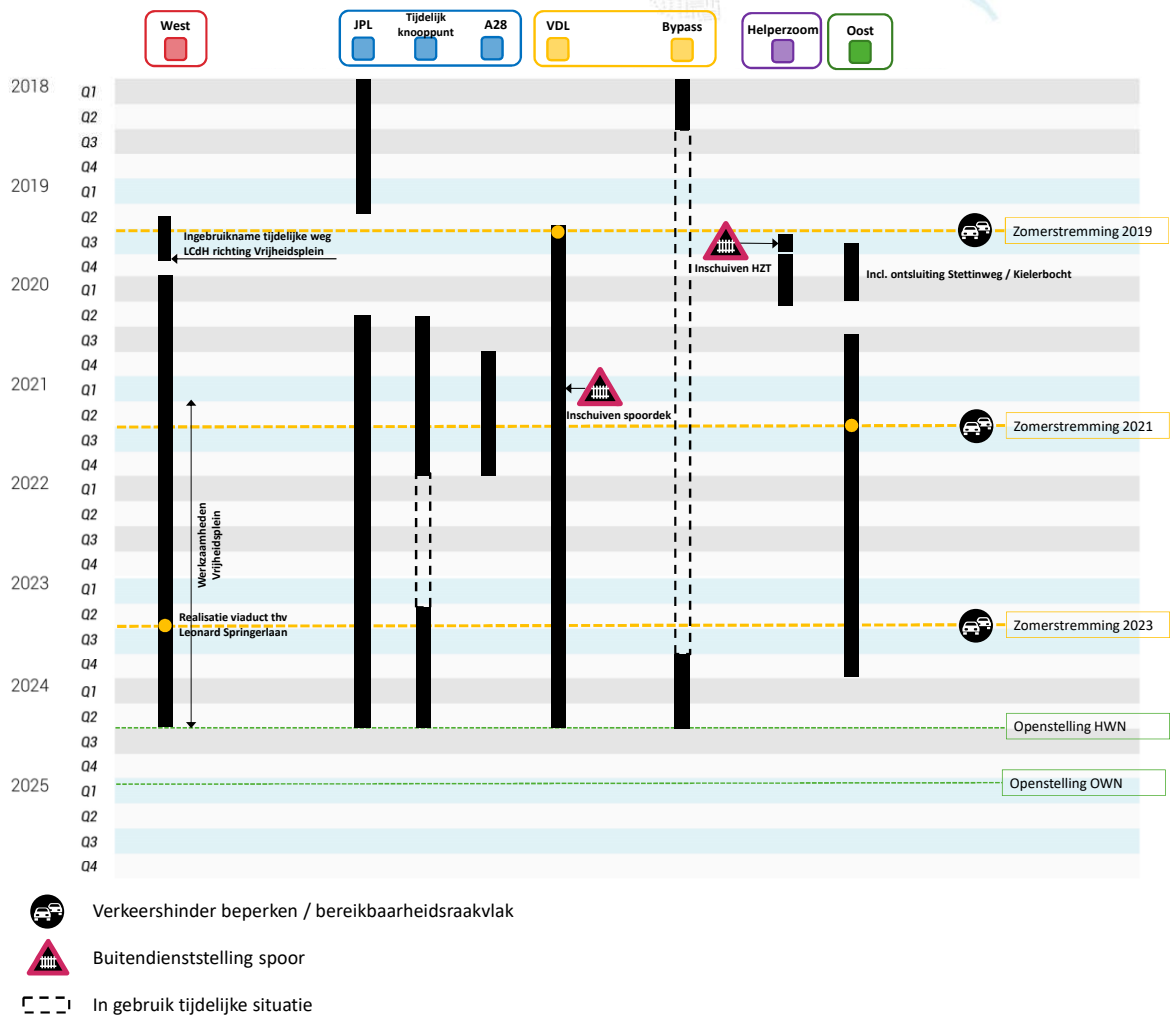 West
JPL
Tijdelijk
knooppunt
A28
VDL
Bypass
Helperzoom
Oost
2018
Q1
Q2
Q3
Q4
2019
Q1
Q2
Q3
Q4
2020
Q1
Q2
Q3
Q4
2021
Q1
Q2
Q3
Q4
2022
Q1
Q2
Q3
Q4
2023
Q1
Q2
Q3
Q4
2024
Q1
Q2
Q3
Q4
2025
Q1
Q2
Q3
Q4
Ingebruikname tijdelijke weg
LCdH richting Vrijheidsplein
Zomerstremming 2019
Inschuiven HZT
Incl. ontsluiting Stettinweg / Kielerbocht
Inschuiven spoordek
Zomerstremming 2021
Werkzaamheden
Vrijheidsplein
Realisatie viaduct thv
Leonard Springerlaan
Zomerstremming 2023
Openstelling HWN
Openstelling OWN
Verkeershinder beperken / bereikbaarheidsraakvlak
Buitendienststelling spoor
In gebruik tijdelijke situatie